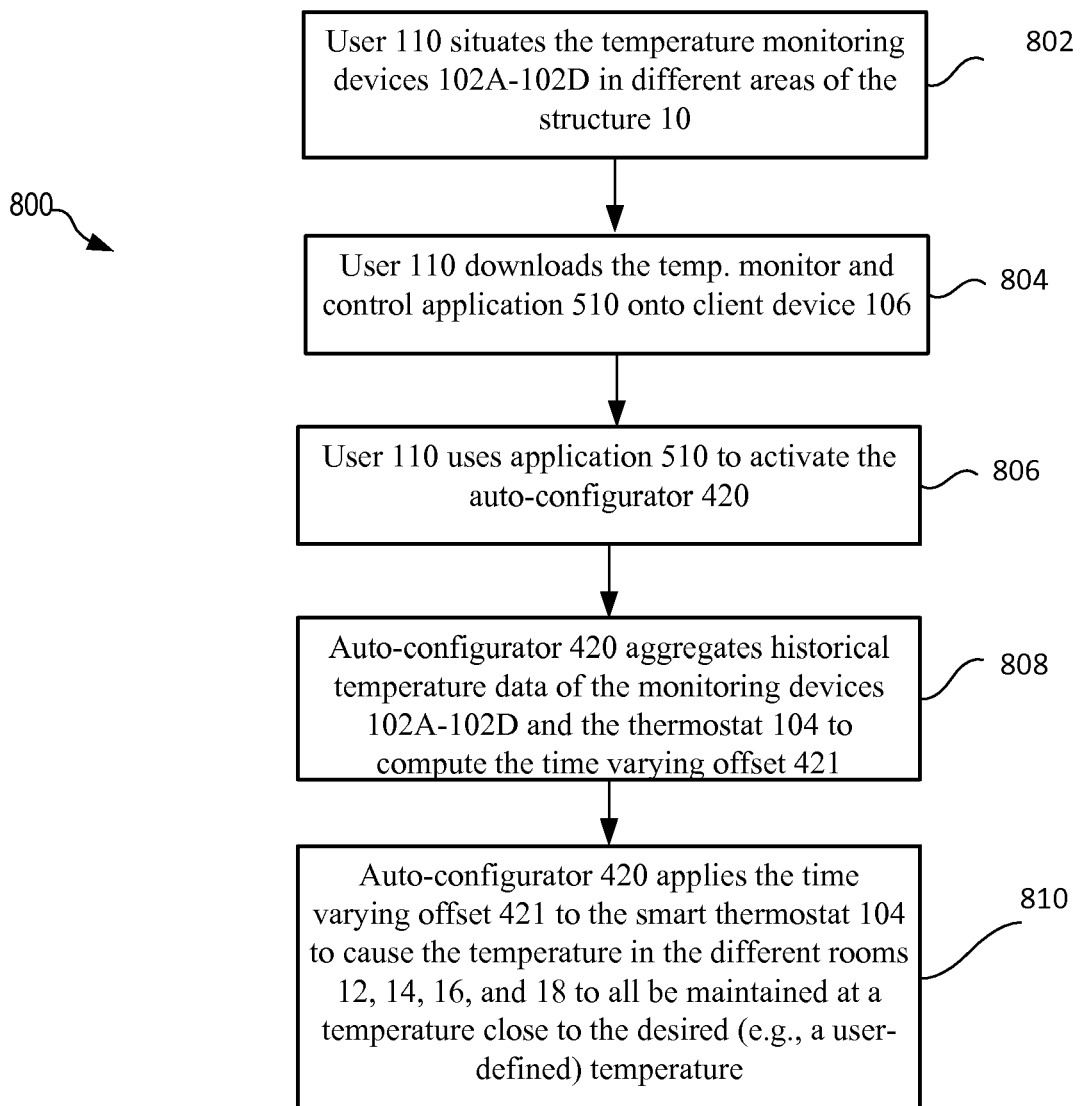 User 110 situates the temperature monitoring
devices 102A-102D in different areas of the
structure 10
802
800
User 110 downloads the temp. monitor and
control application 510 onto client device 106
804
User 110 uses application 510 to activate the
auto-configurator 420
806
Auto-configurator 420 aggregates historical
temperature data of the monitoring devices
102A-102D and the thermostat 104 to
compute the time varying offset 421
808
Auto-configurator 420 applies the time
varying offset 421 to the smart thermostat 104
to cause the temperature in the different rooms
12, 14, 16, and 18 to all be maintained at a
temperature close to the desired (e.g., a user-
defined) temperature
810